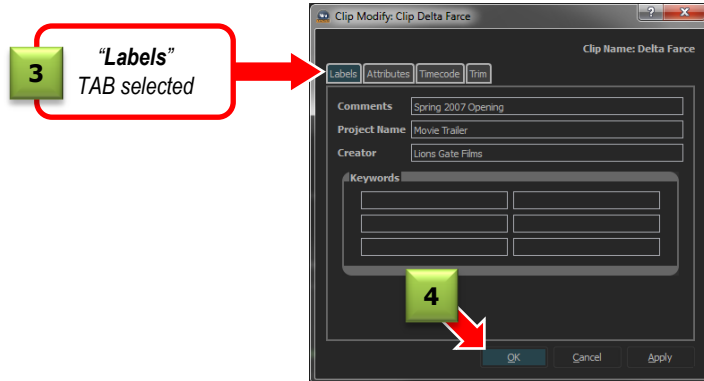 Clip Modify: Clip Delta Farce
Clip Name: Delta Farce
3
“Labels”
TAB selected
Labels Attributes Timecode Trim
Comments Spring 2007 Opening
Project Name Movie Trailer
Creator Lions Gate Films
Keywords
4
OK Cancel Apply